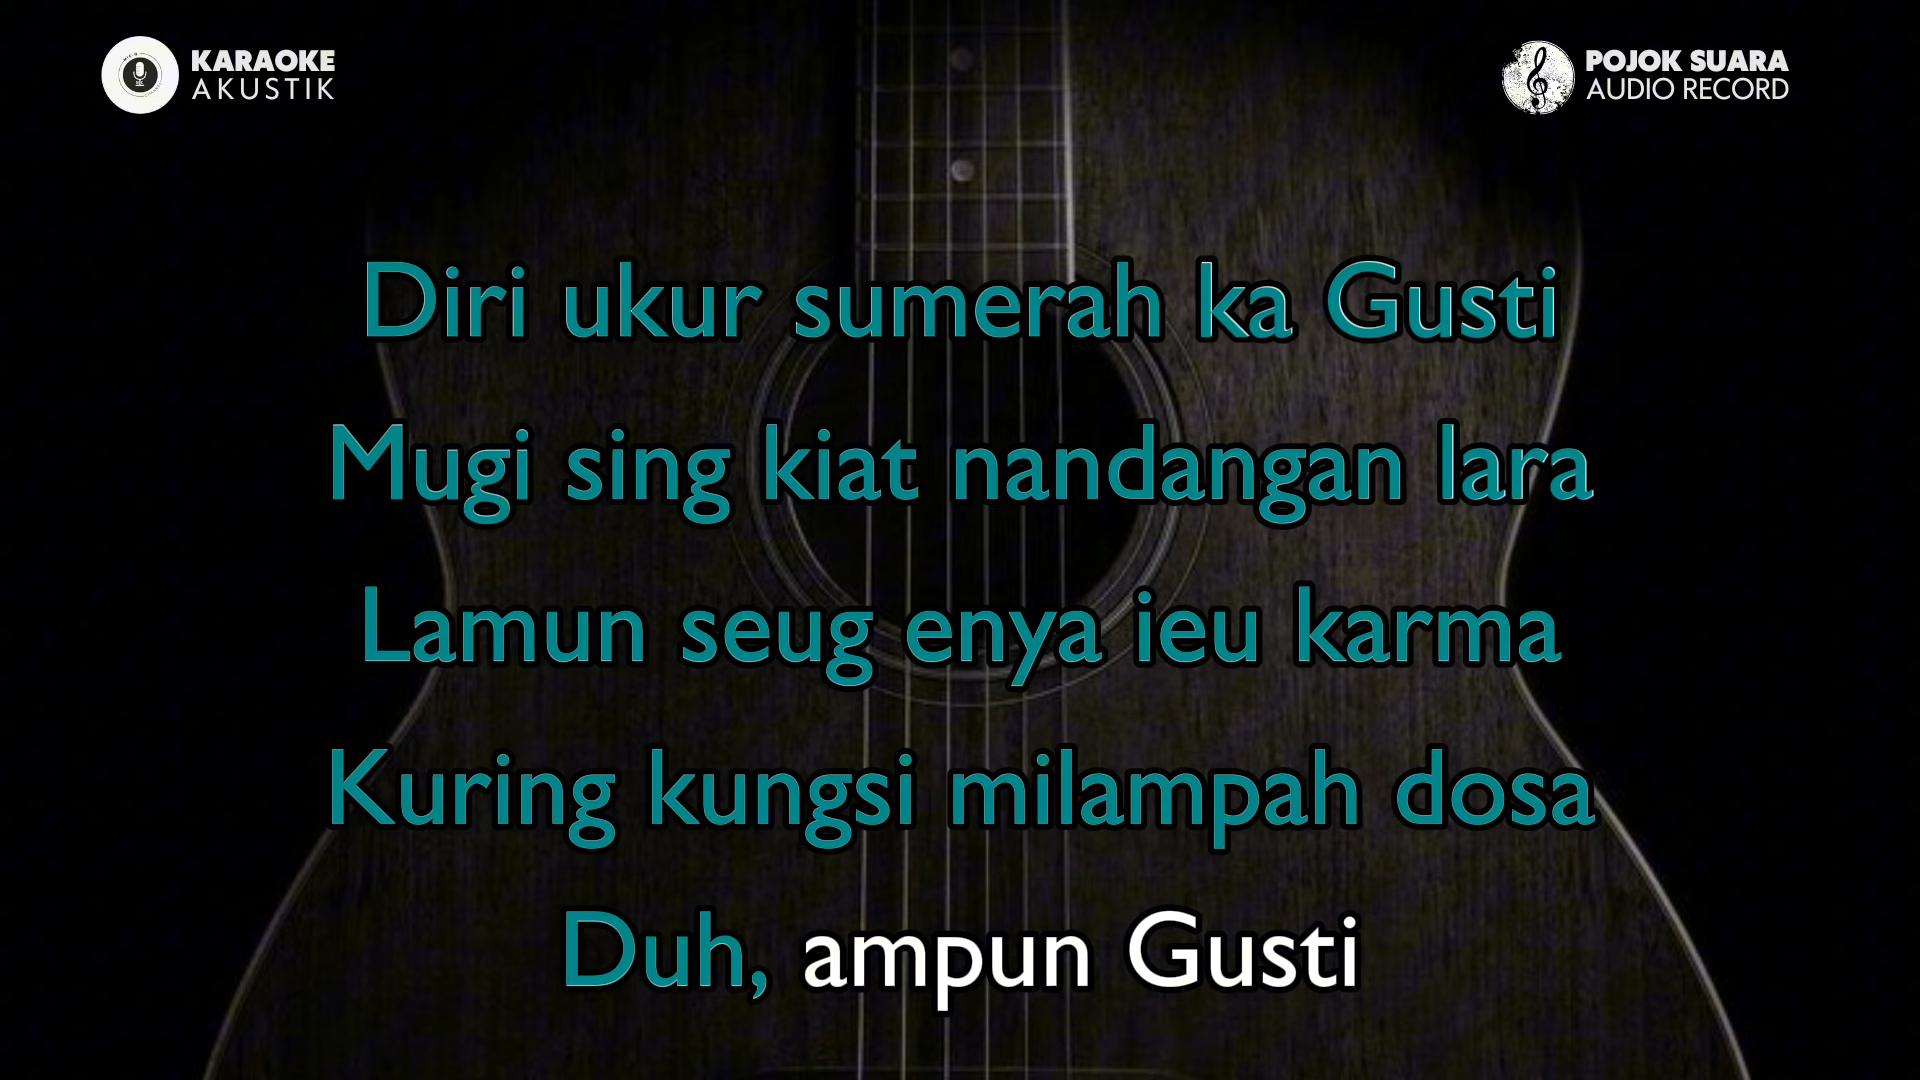 KARAOKE
AKUSTIK
POJOK SUARA
AUDIO RECORD
Diri ukur sumerah ka Gusti
Mugi sing kiat nandangan lara
Lamun seug enya ieu karma
Kuring kungsi milampah dosa
Duh, ampun Gusti